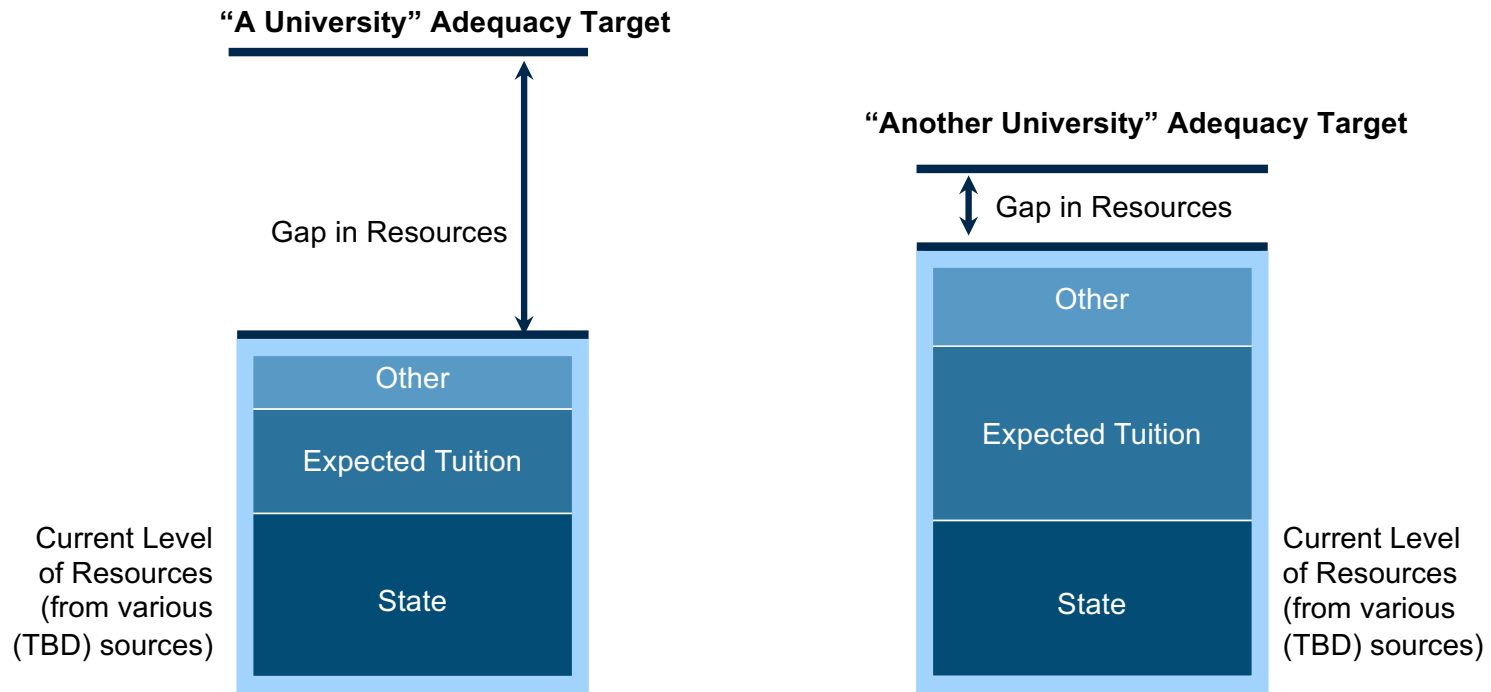 “A University” Adequacy Target
Gap in Resources
Other
Expected Tuition
State
Current Level
of Resources
(from various
(TBD) sources)
“Another University” Adequacy Target
Gap in Resources
Other
Expected Tuition
State
Current Level
of Resources
(from various
(TBD) sources)